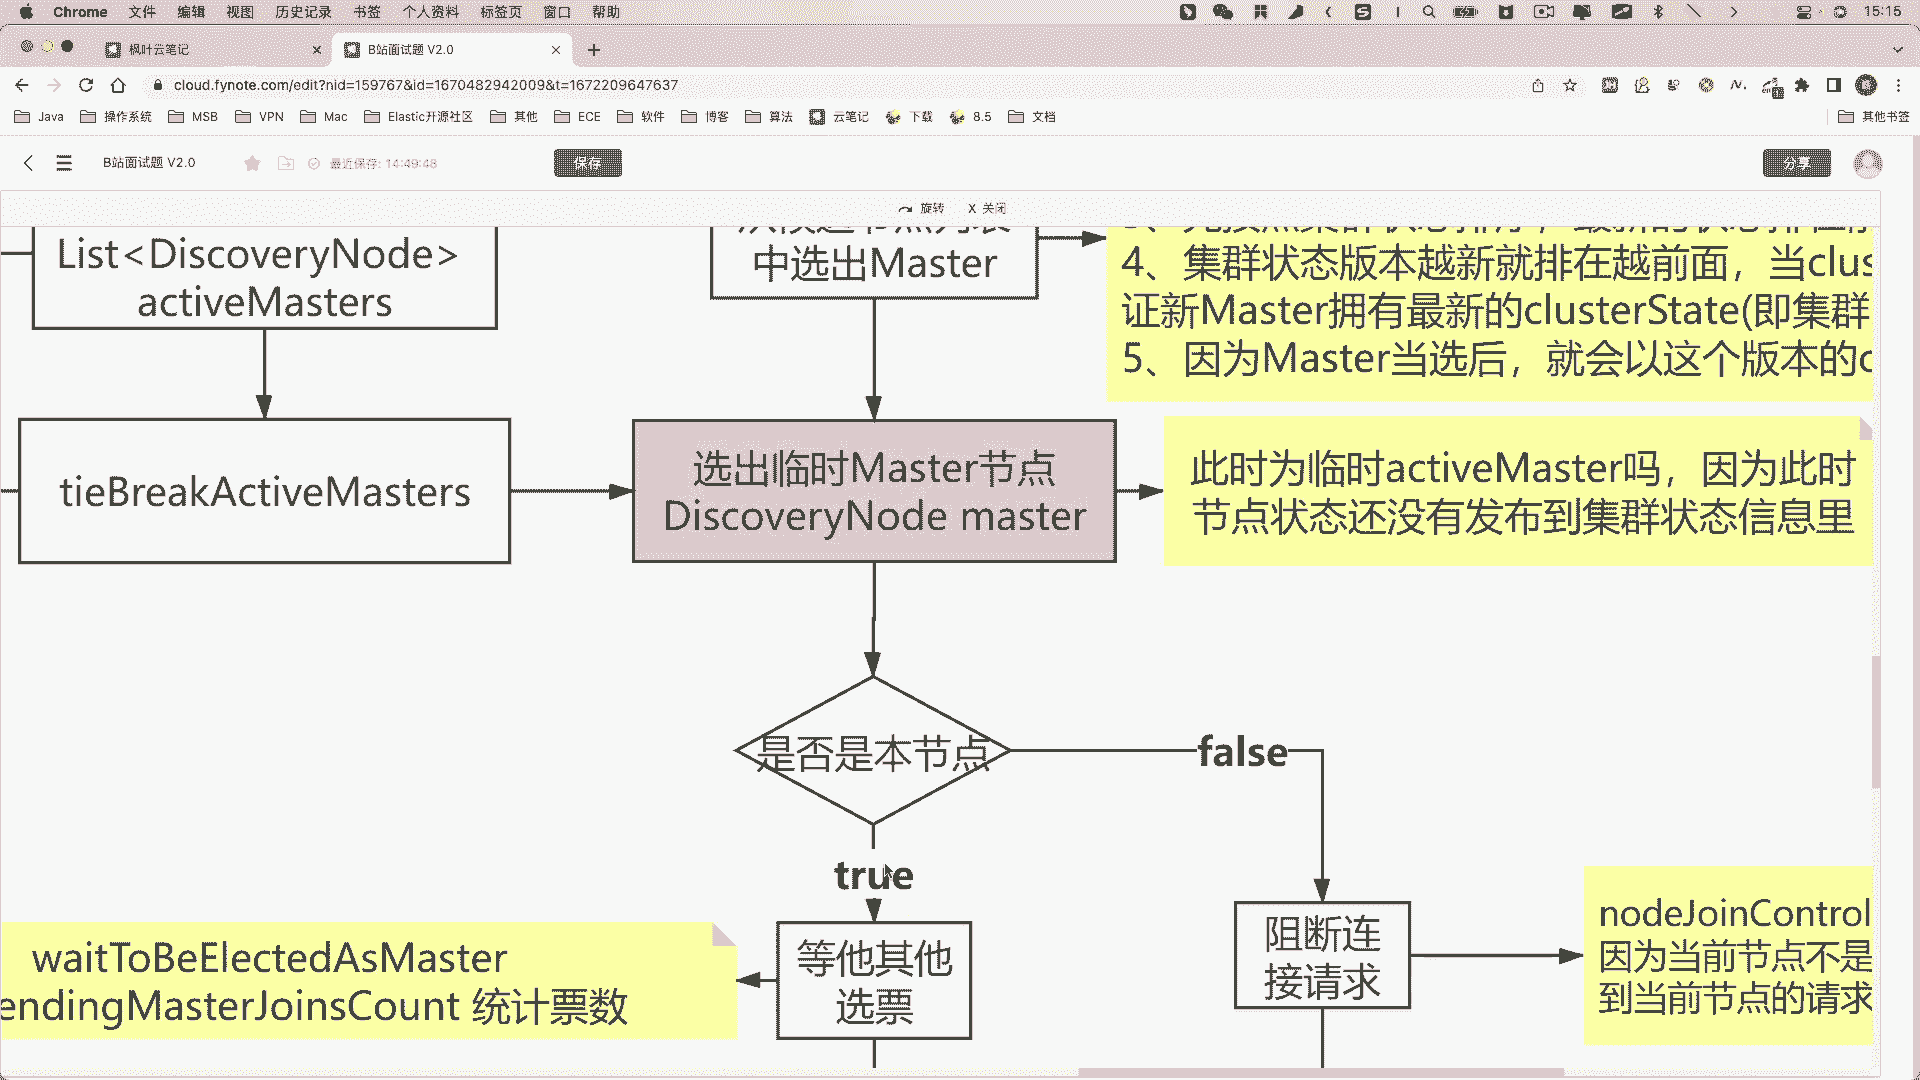 Chrome 文件 编辑 视图 历史记录 书签 个人资料 标签页 窗口 帮助 15:15
枫叶云笔记 B站面试题 V2.0
cloud.fynote.com/edit?nid=159767&id=1670482942009&t=1672209647637
Java 操作系统 MSB VPN Mac Elastic开源社区 其他 ECE 软件 博客 算法 云笔记 下载 8.5 文档 其他书签
B站面试题 V2.0 最近保存: 14:49:48 保存 分享
旋转 X 关闭
List<DiscoveryNode>
activeMasters
中选出Master
4、集群状态版本越新就排在越前面，当clus
证新Master拥有最新的clusterState(即集群
5、因为Master当选后，就会以这个版本的c
tieBreakActiveMasters
选出临时Master节点
DiscoveryNode master
此时为临时activeMaster吗，因为此时
节点状态还没有发布到集群状态信息里
是否是本节点
false
true
等他其他
选票
waitToBeElectedAsMaster
endingMasterJoinsCount 统计票数
阻断连
接请求
nodeJoinControl
因为当前节点不是
到当前节点的请求